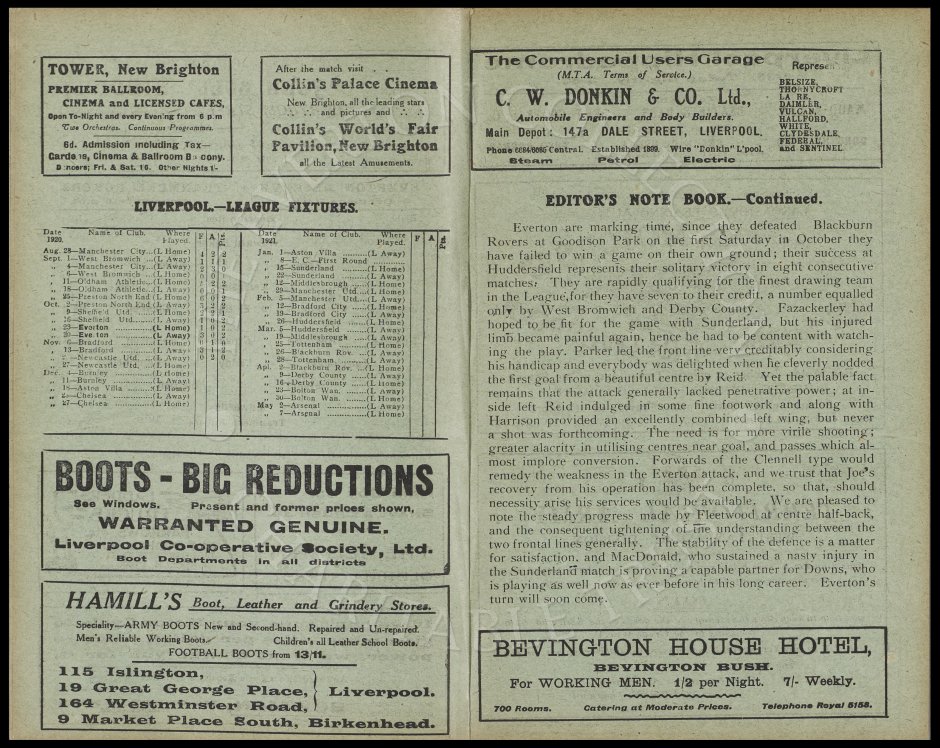 TOWER, New Brighton
PREMIER BALLROOM,
CINEMA and LICENSED CAFES,
Open To-Night and every Evening from 6 p m
Two Orchestras. Continuous Programmes.
6d. Admission including Tax—
Gardens, Cinema & Ballroom Balcony.
Dancers; Fri. & Sat. 16. Other Nights 1/-
After the match visit . .
Collin's Palace Cinema
New Brighton, all the leading stars
and pictures and
Collin's World's Fair
Pavilion, New Brighton
all the Latest Amusements.
LIVERPOOL.—LEAGUE FIXTURES.
Date 1920. Name of Club. Where Played. F A Pts.
Aug. 28—Manchester City...(L Home)
Sept. 1—West Bromwich ...(L Away)
„ 4—Manchester City...(L Away)
„ 6—West Bromwich ...(L Home)
„ 11—Oldham Athletic...(L Home)
„ 18—Oldham Athletic...(L Away)
„ 25—Preston North End (L Home)
Oct. 2—Preston North End (L Away)
„ 9—Sheffield Utd.......(L Home)
„ 16—Sheffield Utd.......(L Away)
„ 23—Everton ............(L Home)
„ 30—Everton ............(L Away)
Nov. 6—Bradford ............(L Home)
„ 13—Bradford ............(L Away)
„ —Newcastle Utd. ...(L Away)
„ 27—Newcastle Utd. ...(L Home)
Dec. 4—Burnley ............(L Home)
„ 11—Burnley ............(L Away)
„ 18—Aston Villa .........(L Home)
„ 25—Chelsea ............(L Away)
„ 27—Chelsea ............(L Home)
Date 1921. Name of Club. Where Played. F A Pts
Jan. 1—Aston Villa .........(L Away)
„ 8—E. C.—First Round
„ 15—Sunderland .........(L Home)
„ 22—Sunderland .........(L Away)
„ 12—Middlesbrough ......(L Home)
„ 29—Manchester Utd....(L Home)
Feb. 5—Manchester Utd....(L Away)
„ 12—Bradford City ......(L Home)
„ 19—Bradford City ......(L Away)
„ 26—Huddersfield ......(L Home)
Mar. 5—Huddersfield ......(L Away)
„ 19—Middlesbrough ......(L Away)
„ 25—Tottenham .........(L Home)
„ 26—Blackburn Rov. ...(L Away)
„ 28—Tottenham .........(L Away)
Apl. 2—Blackburn Rov. ...(L Home)
„ 9—Derby County ......(L Away)
„ 16—Derby County ......(L Home)
„ 23—Bolton Wan. .........(L Away)
„ 30—Bolton Wan. .........(L Home)
May 2—Arsenal ...............(L Away)
„ 7—Arsenal ...............(L Home)
BOOTS - BIG REDUCTIONS
See Windows. Present and former prices shown,
WARRANTED GENUINE.
Liverpool Co-operative Society, Ltd.
Boot Departments in all districts
HAMILL'S Boot, Leather and Grindery Stores.
Speciality—ARMY BOOTS New and Second-hand. Repaired and Un-repaired.
Men's Reliable Working Boots. Children's all Leather School Boots.
FOOTBALL BOOTS from 13/11.
115 Islington,
19 Great George Place,
164 Westminster Road,
Liverpool.
9 Market Place South, Birkenhead.
The Commercial Users Garage
(M.T.A. Terms of Service.)
C. W. DONKIN & CO. Ltd.,
Automobile Engineers and Body Builders.
Main Depot: 147a DALE STREET, LIVERPOOL.
Phone 6684/6685 Central. Established 1899. Wire "Donkin" L'pool.
Steam Petrol Electric
Represen
BELSIZE,
THORNYCROFT
LA RE,
DAIMLER,
VULCAN,
HALLFORD,
WHITE,
CLYDESDALE,
FEDERAL,
and SENTINEL
EDITOR'S NOTE BOOK.—Continued.
Everton are marking time, since they defeated Blackburn
Rovers at Goodison Park on the first Saturday in October they
have failed to win a game on their own ground; their success at
Huddersfield represents their solitary victory in eight consecutive
matches. They are rapidly qualifying for the finest drawing team
in the League, for they have seven to their credit, a number equalled
only by West Bromwich and Derby County. Fazackerley had
hoped to be fit for the game with Sunderland, but his injured
limb became painful again, hence he had to be content with watch-
ing the play. Parker led the front line very creditably considering
his handicap and everybody was delighted when he cleverly nodded
the first goal from a beautiful centre by Reid. Yet the palable fact
remains that the attack generally lacked penetrative power; at in-
side left Reid indulged in some fine footwork and along with
Harrison provided an excellently combined left wing, but never
a shot was forthcoming. The need is for more virile shooting;
greater alacrity in utilising centres near goal, and passes which al-
most implore conversion. Forwards of the Clennell type would
remedy the weakness in the Everton attack, and we trust that Joe's
recovery from his operation has been complete, so that, should
necessity arise his services would be available. We are pleased to
note the steady progress made by Fleetwood at centre half-back,
and the consequent tightening of the understanding between the
two frontal lines generally. The stability of the defence is a matter
for satisfaction, and MacDonald, who sustained a nasty injury in
the Sunderland match is proving a capable partner for Downs, who
is playing as well now as ever before in his long career. Everton's
turn will soon come.
BEVINGTON HOUSE HOTEL,
BEVINGTON BUSH.
For WORKING MEN. 1/2 per Night. 7/- Weekly.
700 Rooms. Catering at Moderate Prices. Telephone Royal 5158.